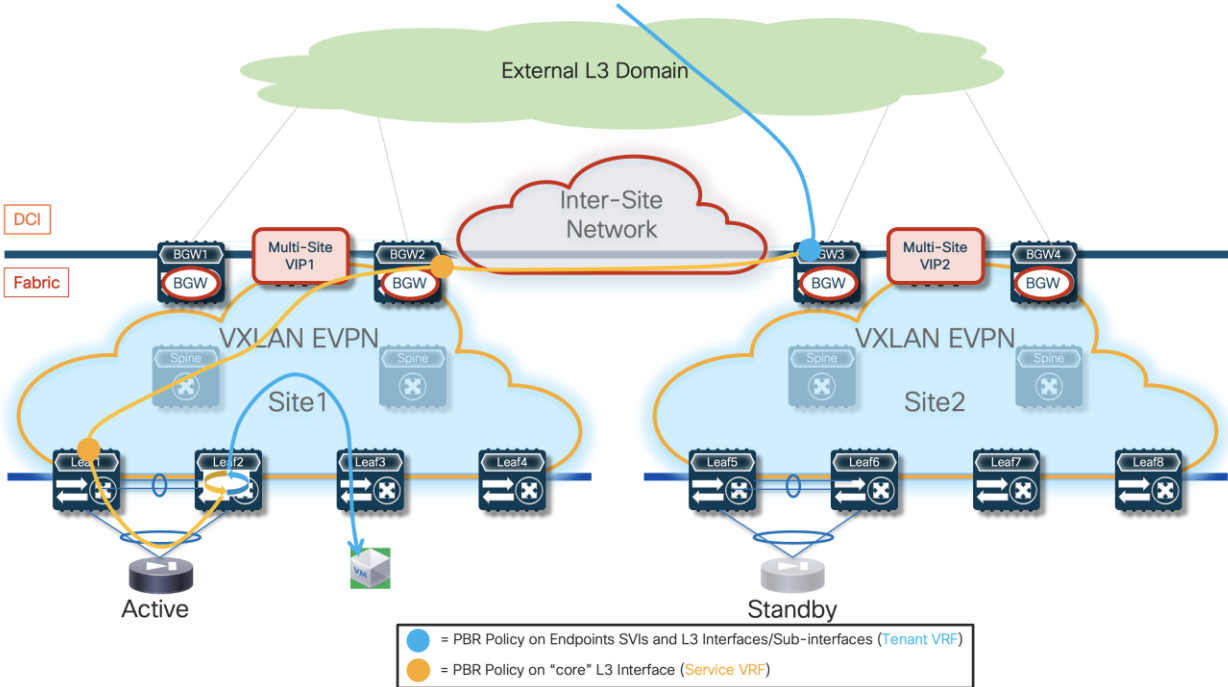 External L3 Domain
DCI
Fabric
Inter-Site
Network
BGW1
BGW
Multi-Site
VIP1
BGW2
BGW
BGW3
BGW
Multi-Site
VIP2
BGW4
BGW
VXLAN EVPN
Spine
Spine
Site1
VXLAN EVPN
Spine
Spine
Site2
Leaf1
Leaf2
Leaf3
Leaf4
Leaf5
Leaf6
Leaf7
Leaf8
VM
Active
Standby
= PBR Policy on Endpoints SVIs and L3 Interfaces/Sub-interfaces (Tenant VRF)
= PBR Policy on “core” L3 Interface (Service VRF)